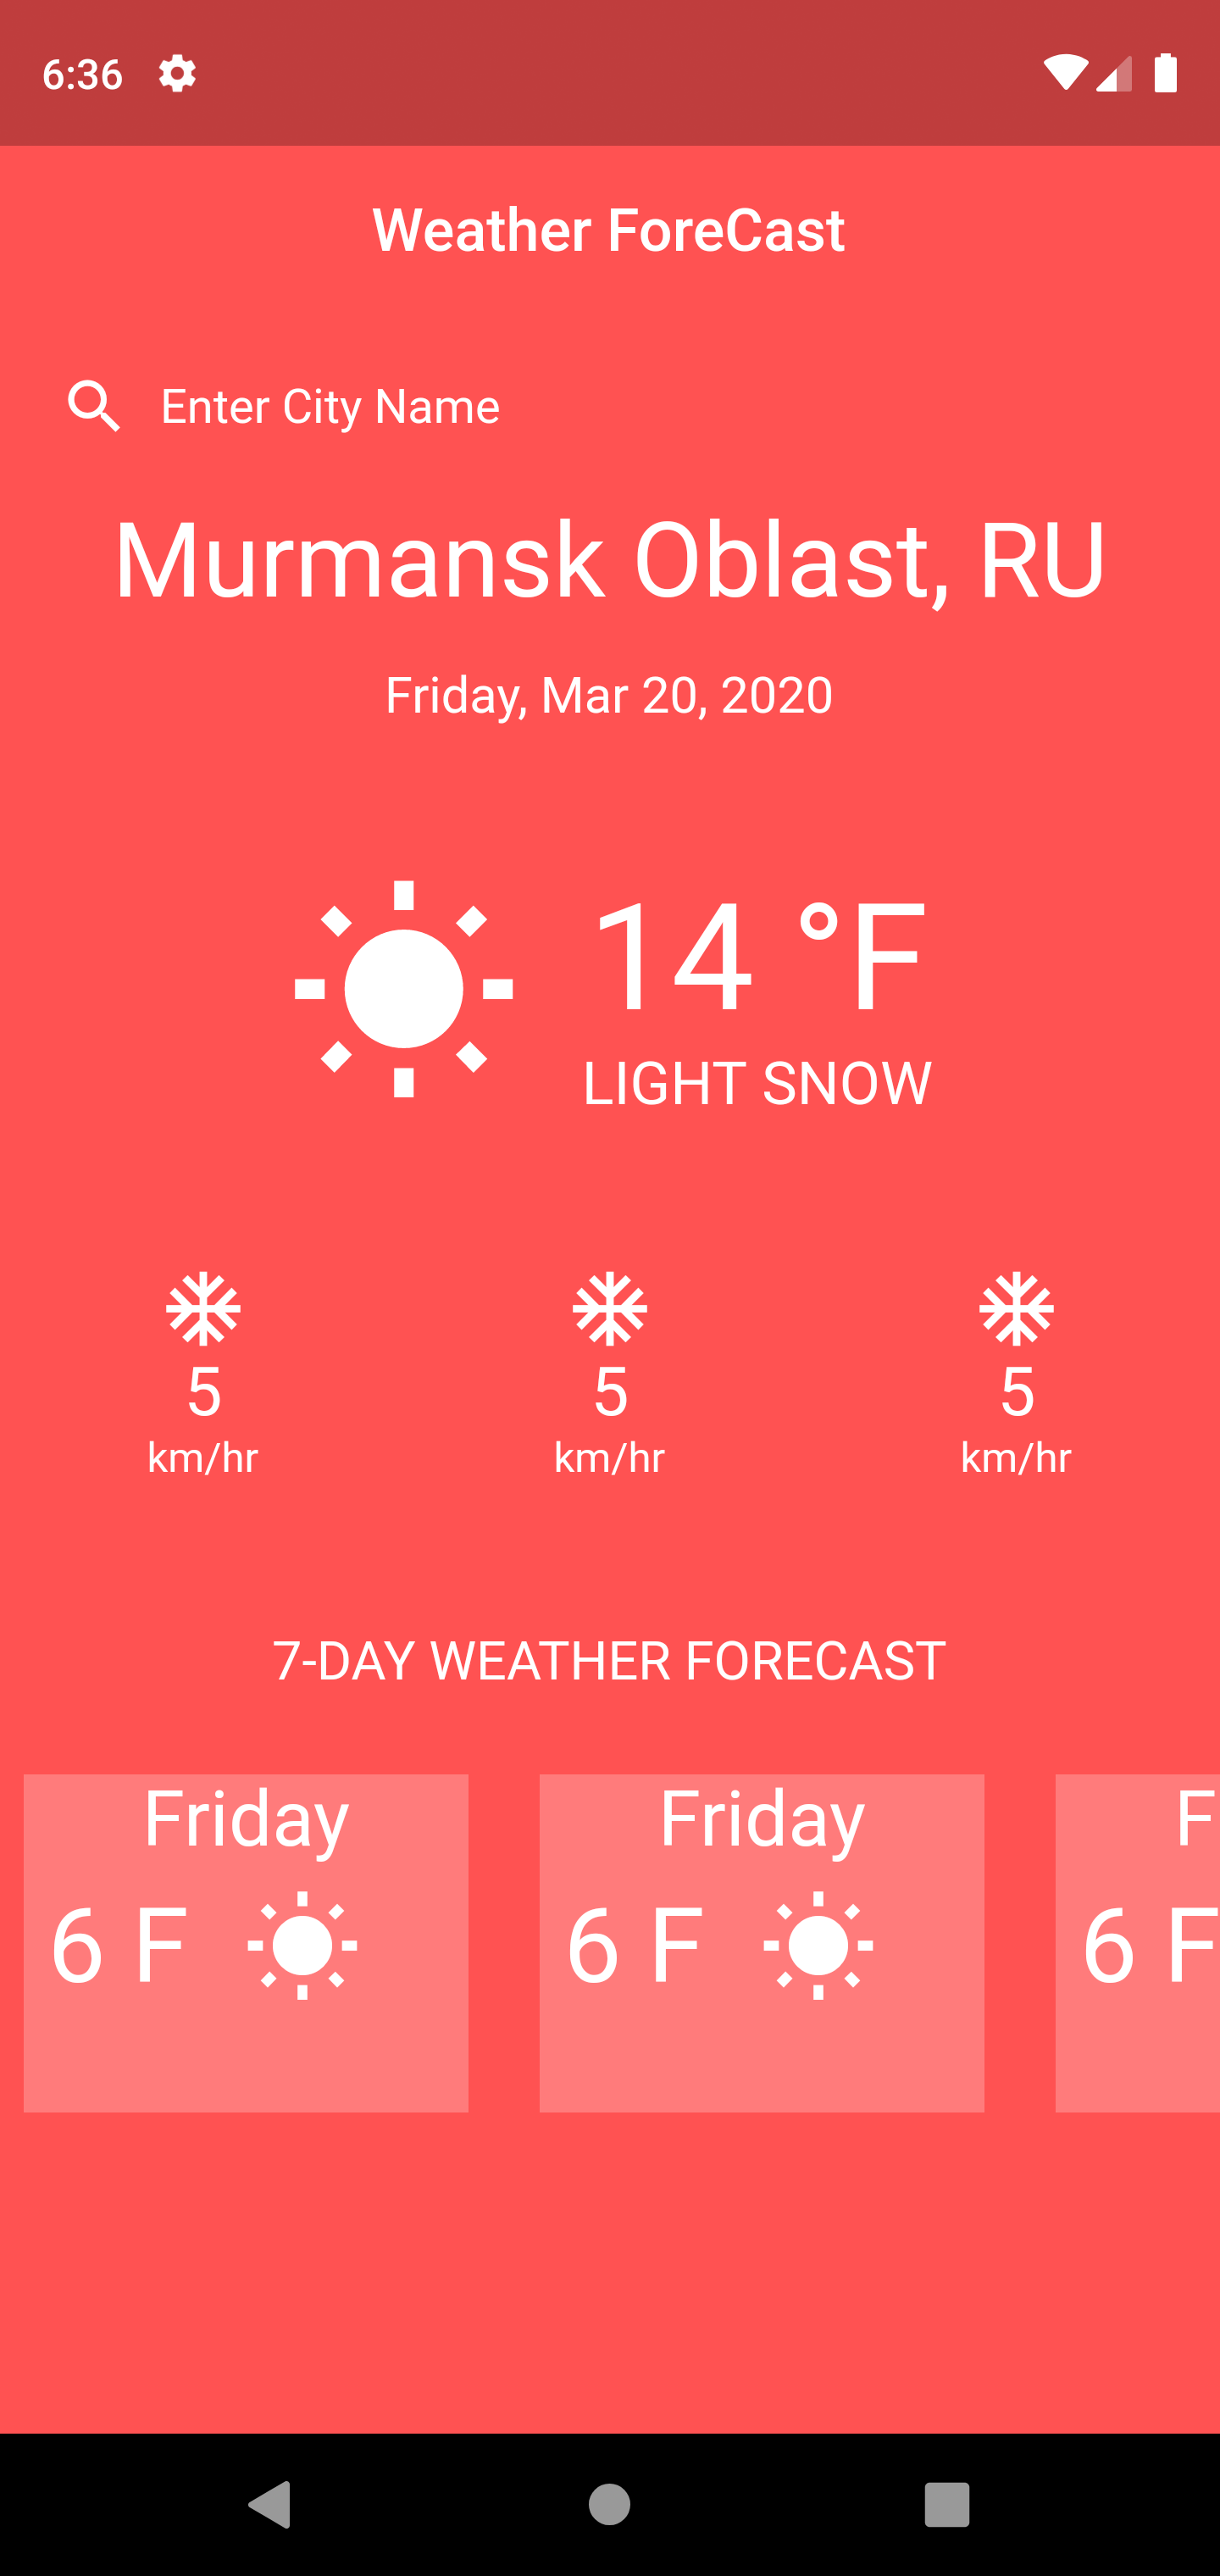 6:36
Weather ForeCast
Enter City Name
Murmansk Oblast, RU
Friday, Mar 20, 2020
14 °F
LIGHT SNOW
5 5 5
km/hr km/hr km/hr
7-DAY WEATHER FORECAST
Friday Friday F
6 F 6 F 6 F